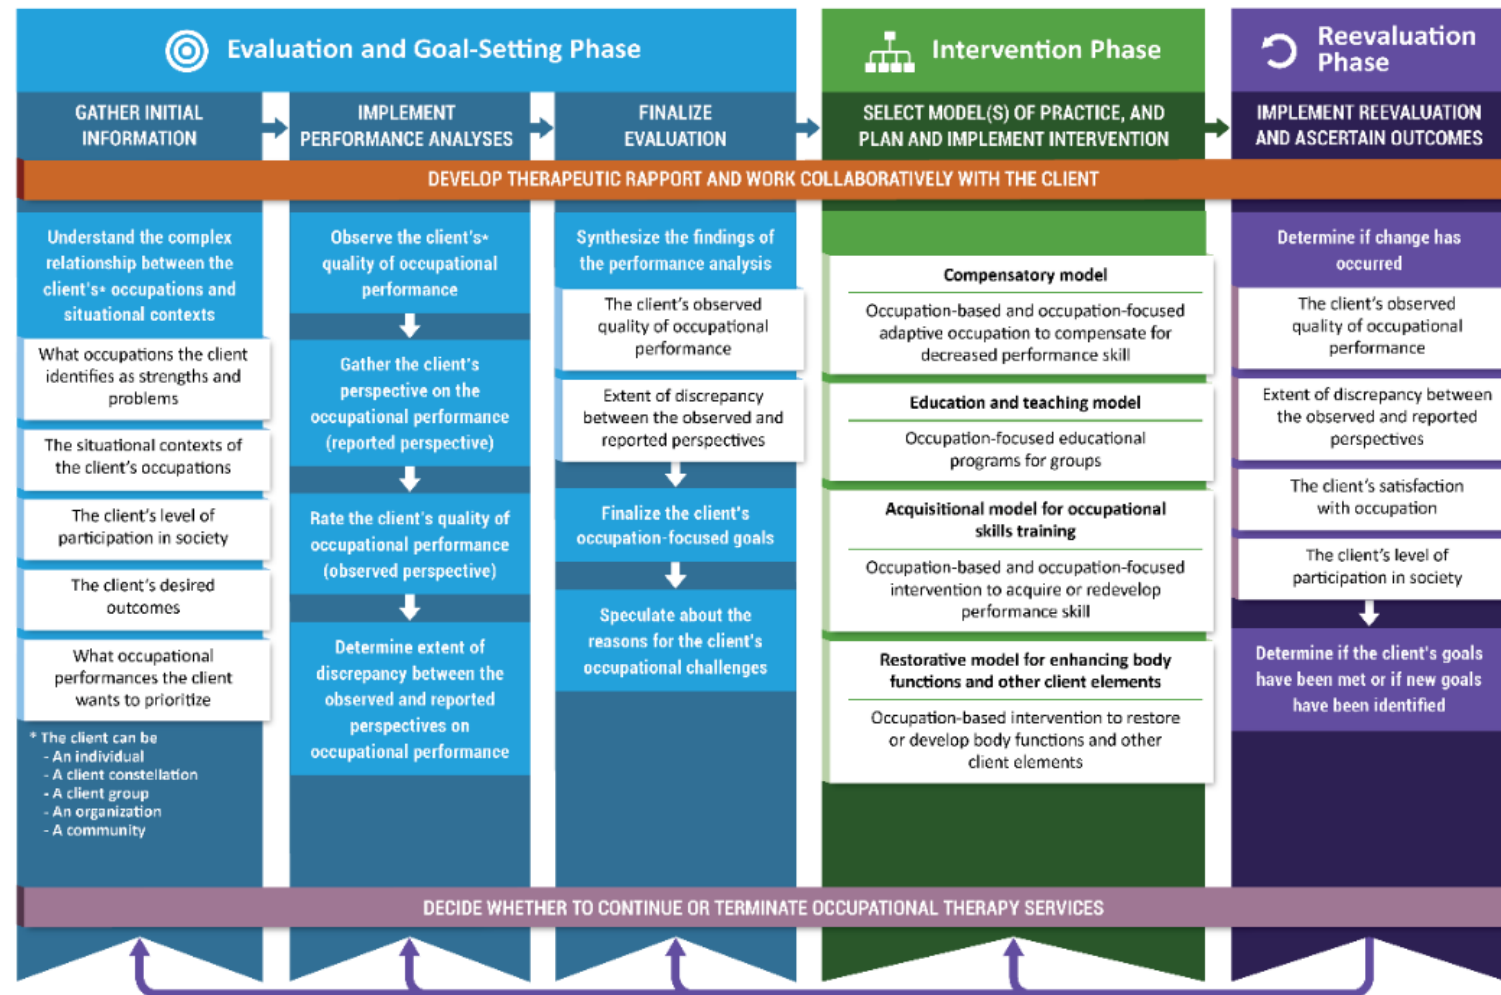 Evaluation and Goal-Setting Phase
GATHER INITIAL
INFORMATION
IMPLEMENT
PERFORMANCE ANALYSES
FINALIZE
EVALUATION
Intervention Phase
SELECT MODEL(S) OF PRACTICE, AND
PLAN AND IMPLEMENT INTERVENTION
Reevaluation
Phase
IMPLEMENT REEVALUATION
AND ASCERTAIN OUTCOMES
DEVELOP THERAPEUTIC RAPPORT AND WORK COLLABORATIVELY WITH THE CLIENT
Understand the complex
relationship between the
client's* occupations and
situational contexts
What occupations the client
identifies as strengths and
problems
The situational contexts of
the client's occupations
The client's level of
participation in society
The client's desired
outcomes
What occupational
performances the client
wants to prioritize
* The client can be
- An individual
- A client constellation
- A client group
- An organization
- A community
Observe the client's*
quality of occupational
performance
Gather the client's
perspective on the
occupational performance
(reported perspective)
Rate the client's quality of
occupational performance
(observed perspective)
Determine extent of
discrepancy between the
observed and reported
perspectives on
occupational performance
Synthesize the findings of
the performance analysis
The client's observed
quality of occupational
performance
Extent of discrepancy
between the observed and
reported perspectives
Finalize the client's
occupation-focused goals
Speculate about the
reasons for the client's
occupational challenges
Compensatory model
Occupation-based and occupation-focused
adaptive occupation to compensate for
decreased performance skill
Education and teaching model
Occupation-focused educational
programs for groups
Acquisitional model for occupational
skills training
Occupation-based and occupation-focused
intervention to acquire or redevelop
performance skill
Restorative model for enhancing body
functions and other client elements
Occupation-based intervention to restore
or develop body functions and other
client elements
Determine if change has
occurred
The client's observed
quality of occupational
performance
Extent of discrepancy between
the observed and reported
perspectives
The client's satisfaction
with occupation
The client's level of
participation in society
Determine if the client's goals
have been met or if new goals
have been identified
DECIDE WHETHER TO CONTINUE OR TERMINATE OCCUPATIONAL THERAPY SERVICES